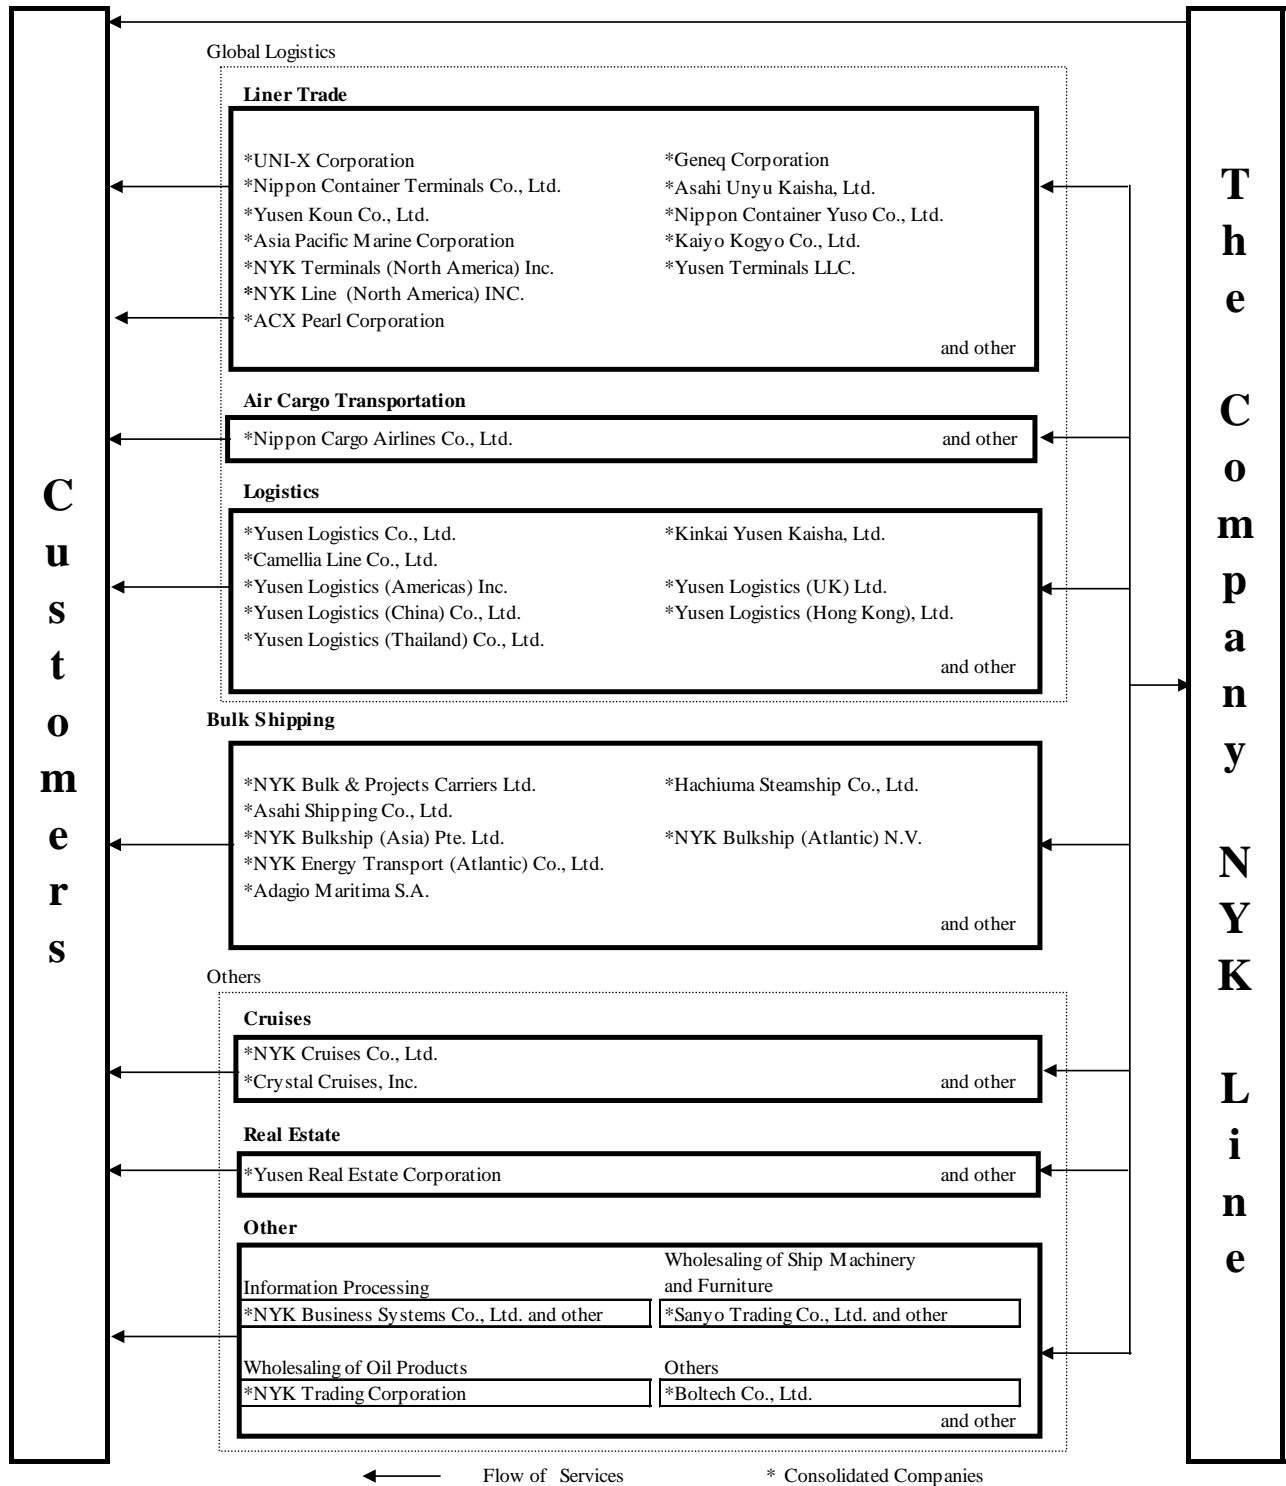 Customers
Global Logistics
Liner Trade
*UNI-X Corporation *Geneq Corporation
*Nippon Container Terminals Co., Ltd. *Asahi Unyu Kaisha, Ltd.
*Yusen Koun Co., Ltd. *Nippon Container Yuso Co., Ltd.
*Asia Pacific Marine Corporation *Kaiyo Kogyo Co., Ltd.
*NYK Terminals (North America) Inc. *Yusen Terminals LLC.
*NYK Line (North America) INC.
*ACX Pearl Corporation
and other
Air Cargo Transportation
*Nippon Cargo Airlines Co., Ltd. and other
Logistics
*Yusen Logistics Co., Ltd. *Kinkai Yusen Kaisha, Ltd.
*Camellia Line Co., Ltd.
*Yusen Logistics (Americas) Inc. *Yusen Logistics (UK) Ltd.
*Yusen Logistics (China) Co., Ltd. *Yusen Logistics (Hong Kong), Ltd.
*Yusen Logistics (Thailand) Co., Ltd.
and other
Bulk Shipping
*NYK Bulk & Projects Carriers Ltd. *Hachiuma Steamship Co., Ltd.
*Asahi Shipping Co., Ltd.
*NYK Bulkship (Asia) Pte. Ltd. *NYK Bulkship (Atlantic) N.V.
*NYK Energy Transport (Atlantic) Co., Ltd.
*Adagio Maritima S.A.
and other
Others
Cruises
*NYK Cruises Co., Ltd.
*Crystal Cruises, Inc. and other
Real Estate
*Yusen Real Estate Corporation and other
Other
Information Processing
*NYK Business Systems Co., Ltd. and other
Wholesaling of Ship Machinery
and Furniture
*Sanyo Trading Co., Ltd. and other
Wholesaling of Oil Products
*NYK Trading Corporation
Others
*Boltech Co., Ltd.
and other
The Company NYK Line
Flow of Services * Consolidated Companies